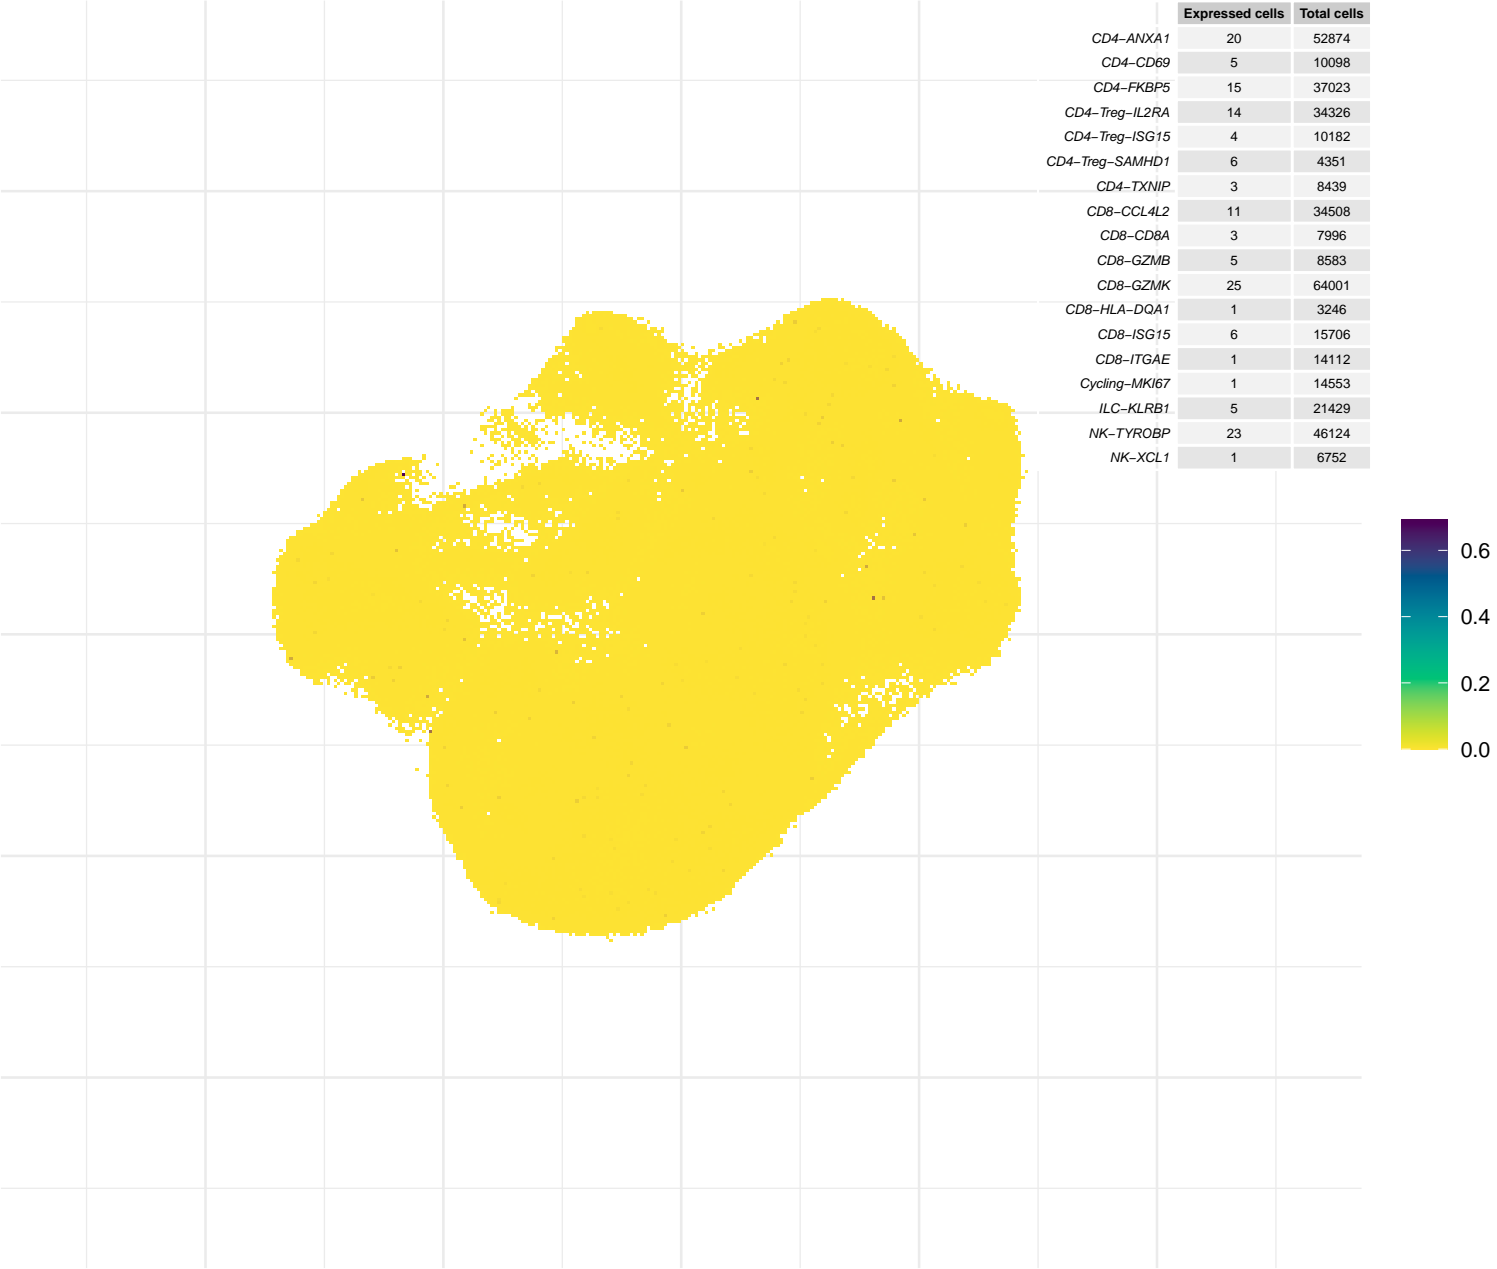 Expressed cells Total cells
CD4−ANXA1 20 52874
CD4−CD69 5 10098
CD4−FKBP5 15 37023
CD4−Treg−IL2RA 14 34326
CD4−Treg−ISG15 4 10182
CD4−Treg−SAMHD1 6 4351
CD4−TXNIP 3 8439
CD8−CCL4L2 11 34508
CD8−CD8A 3 7996
CD8−GZMB 5 8583
CD8−GZMK 25 64001
CD8−HLA−DQA1 1 3246
CD8−ISG15 6 15706
CD8−ITGAE 1 14112
Cycling−MKI67 1 14553
ILC−KLRB1 5 21429
NK−TYROBP 23 46124
NK−XCL1 1 6752
0.6
0.4
0.2
0.0